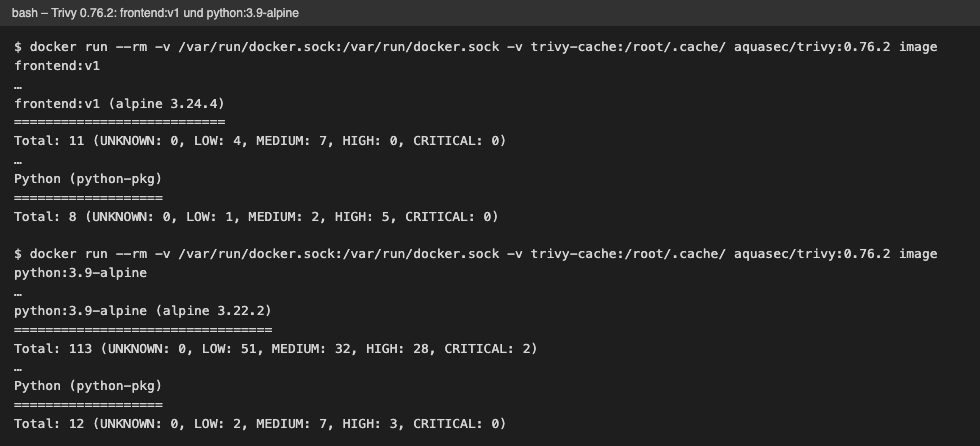 bash – Trivy 0.76.2: frontend:v1 und python:3.9-alpine
$ docker run --rm -v /var/run/docker.sock:/var/run/docker.sock -v trivy-cache:/root/.cache/ aquasec/trivy:0.76.2 image
frontend:v1
…
frontend:v1 (alpine 3.24.4)
===========================
Total: 11 (UNKNOWN: 0, LOW: 4, MEDIUM: 7, HIGH: 0, CRITICAL: 0)
…
Python (python-pkg)
===================
Total: 8 (UNKNOWN: 0, LOW: 1, MEDIUM: 2, HIGH: 5, CRITICAL: 0)
$ docker run --rm -v /var/run/docker.sock:/var/run/docker.sock -v trivy-cache:/root/.cache/ aquasec/trivy:0.76.2 image
python:3.9-alpine
…
python:3.9-alpine (alpine 3.22.2)
=================================
Total: 113 (UNKNOWN: 0, LOW: 51, MEDIUM: 32, HIGH: 28, CRITICAL: 2)
…
Python (python-pkg)
===================
Total: 12 (UNKNOWN: 0, LOW: 2, MEDIUM: 7, HIGH: 3, CRITICAL: 0)